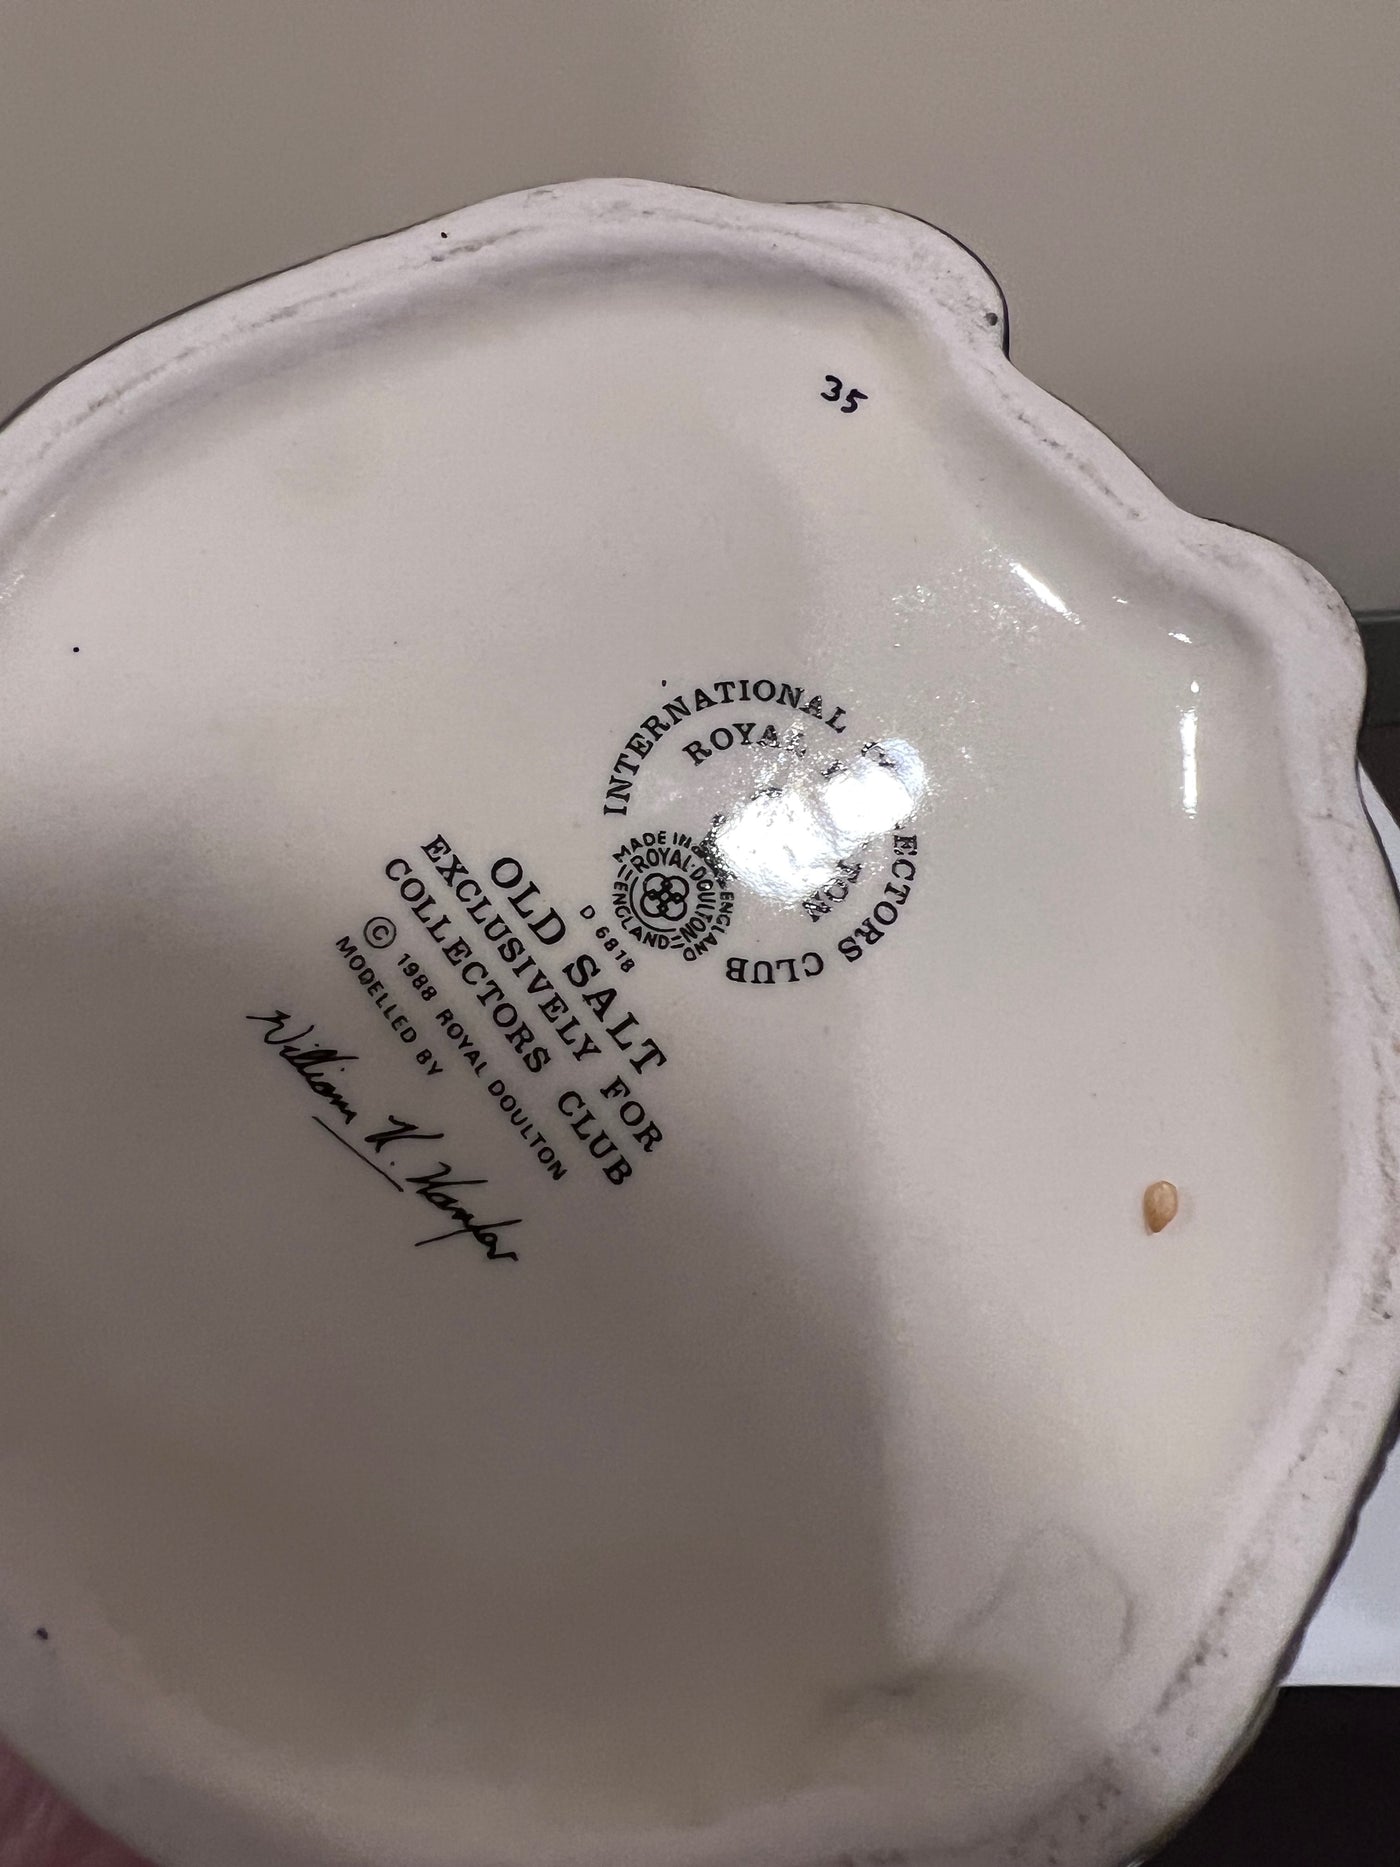 35
INTERNATIONAL CLUB
ROYAL
MADE IN ENGLAND
ROYAL DOULTON
ENGLAND
D 6818
OLD SALT
EXCLUSIVELY FOR
COLLECTORS CLUB
© 1988 ROYAL DOULTON
MODELLED BY
William K. Harper